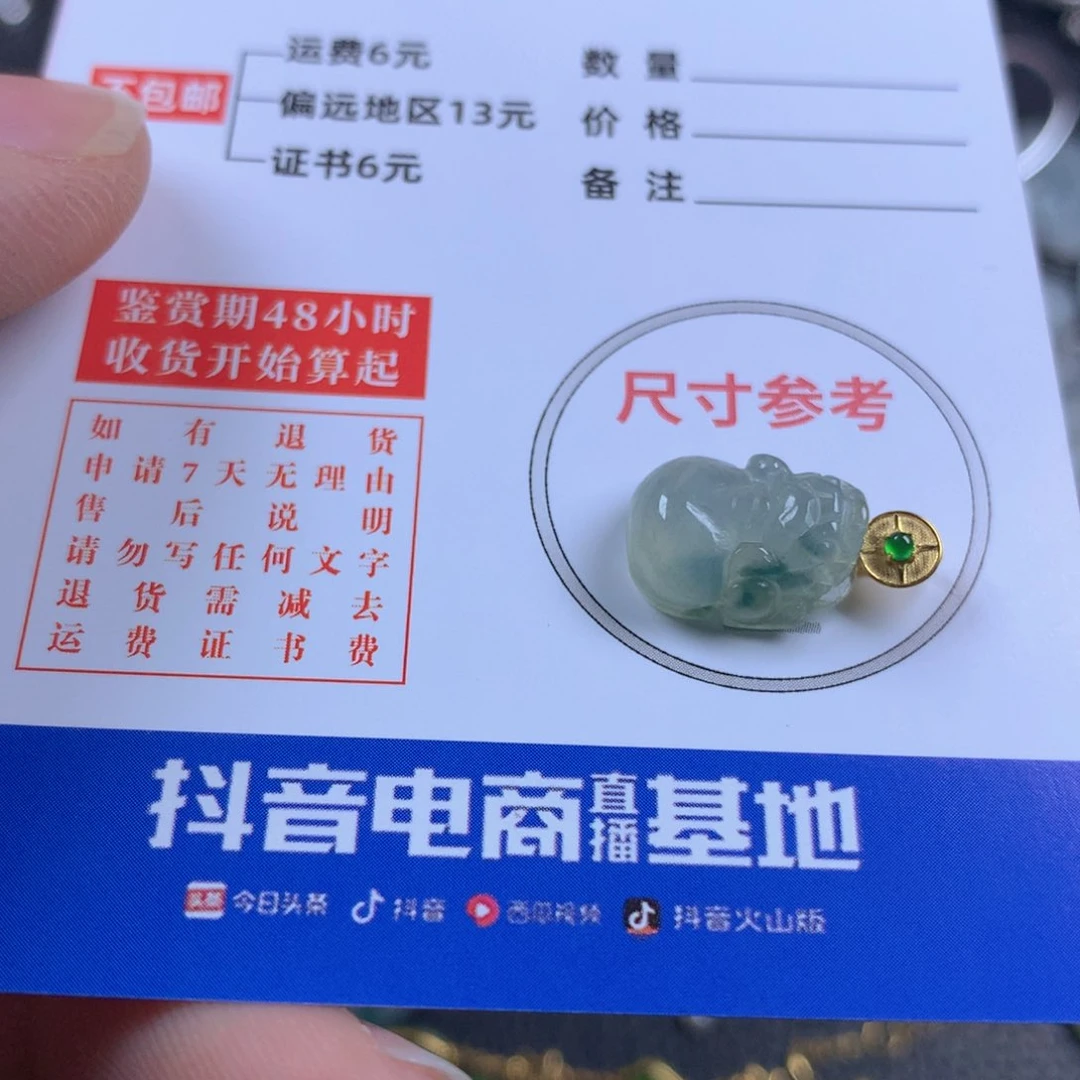 运费6元
不包邮
偏远地区13元
证书6元
数量
价格
备注
鉴赏期48小时
收货开始算起
如有退货
申请7天无理由
售后说明
请勿写任何文字
退货需减去
运费证书费
尺寸参考
抖音电商直播基地
头条 今日头条 抖音 西瓜视频 抖音火山版